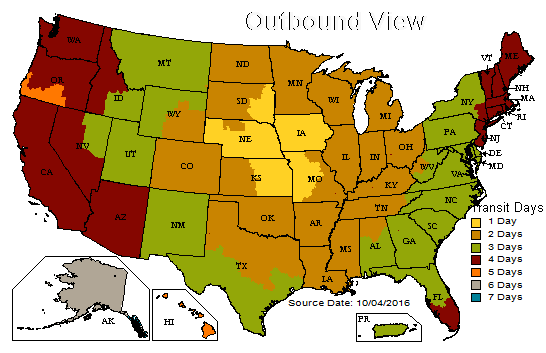 Outbound View
WA
MT
ND
MN
ME
VT
OR
ID
SD
WI
MI
NY
NH
MA
WY
RI
CT
NV
UT
NE
IA
PA
NJ
CA
CO
KS
MO
IL
IN
OH
DE
MD
WV
VA
KY
NC
AZ
NM
OK
AR
TN
SC
TX
LA
MS
AL
GA
FL
Transit Days
1 Day
2 Days
3 Days
4 Days
5 Days
6 Days
7 Days
Source Date: 10/04/2016
AK
HI
PR